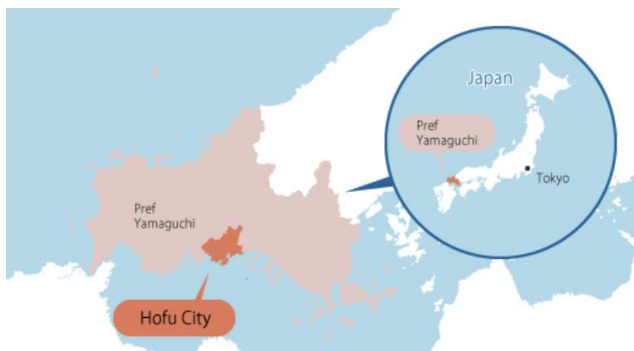 Japan
Pref
Yamaguchi
Tokyo
Pref
Yamaguchi
Hofu City